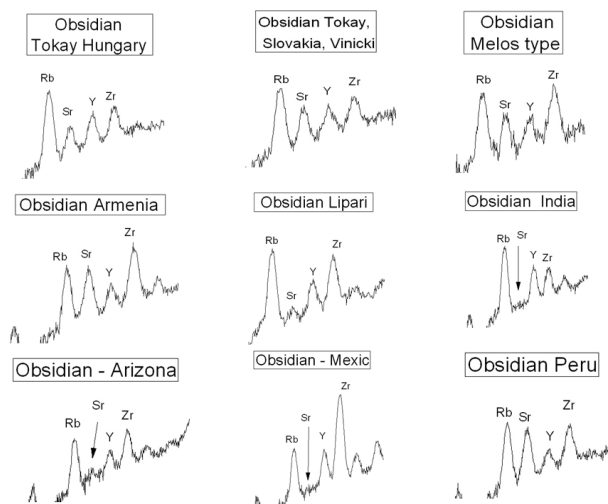 Obsidian
Tokay Hungary
Rb
Sr
Y
Zr
Obsidian Tokay,
Slovakia, Vinicki
Rb
Sr
Y
Zr
Obsidian
Melos type
Rb
Sr
Y
Zr
Obsidian Armenia
Rb
Sr
Y
Zr
Obsidian Lipari
Rb
Sr
Y
Zr
Obsidian India
Rb
Sr
Y
Zr
Obsidian - Arizona
Rb
Sr
Y
Zr
Obsidian - Mexic
Rb
Sr
Y
Zr
Obsidian Peru
Rb
Sr
Y
Zr